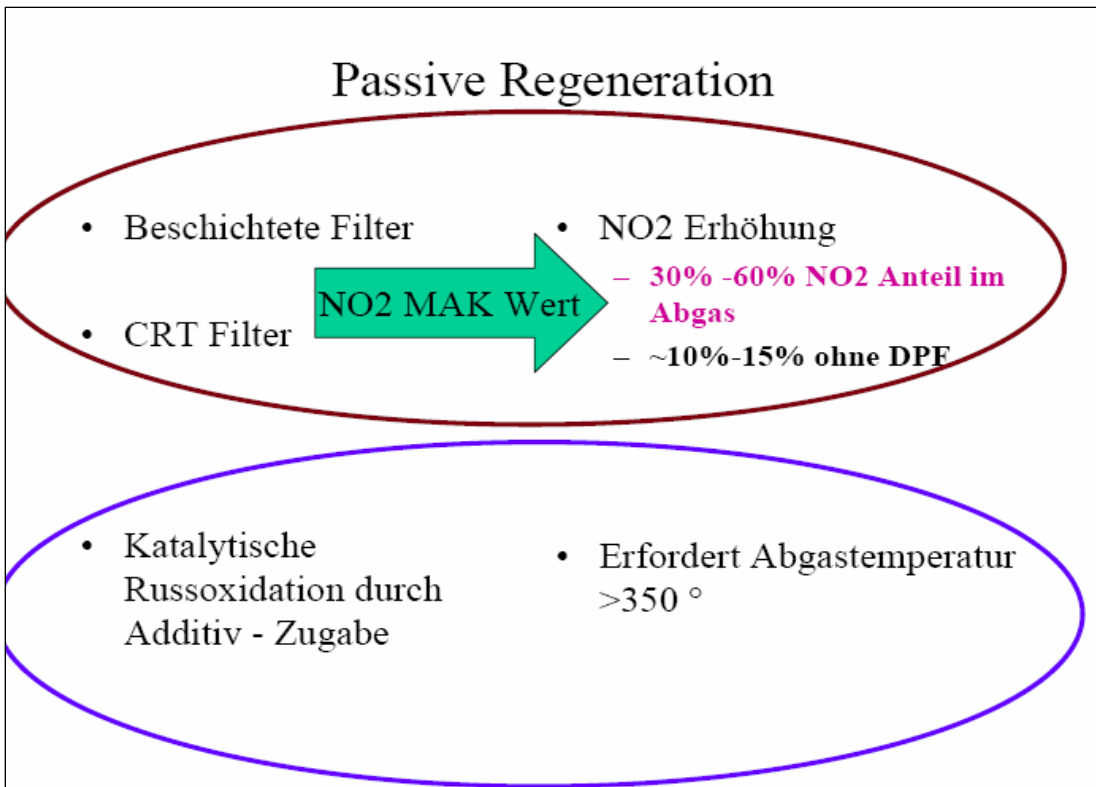 Passive Regeneration
• Beschichtete Filter
• CRT Filter
NO2 MAK Wert
• NO2 Erhöhung
– 30% -60% NO2 Anteil im
Abgas
– ~10%-15% ohne DPF
• Katalytische
Russoxidation durch
Additiv - Zugabe
• Erfordert Abgastemperatur
>350 °